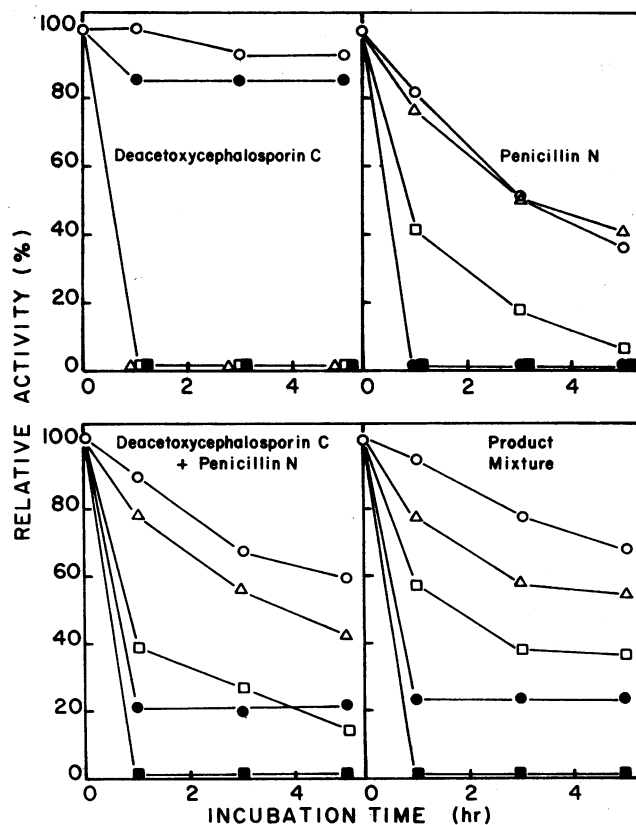 100
80
60
40
20
0
Deacetoxycephalosporin C
0 2 4
Penicillin N
0 2 4
RELATIVE ACTIVITY (%)
100
80
60
40
20
0
Deacetoxycephalosporin C
+ Penicillin N
0 2 4
Product
Mixture
0 2 4
INCUBATION TIME (hr)